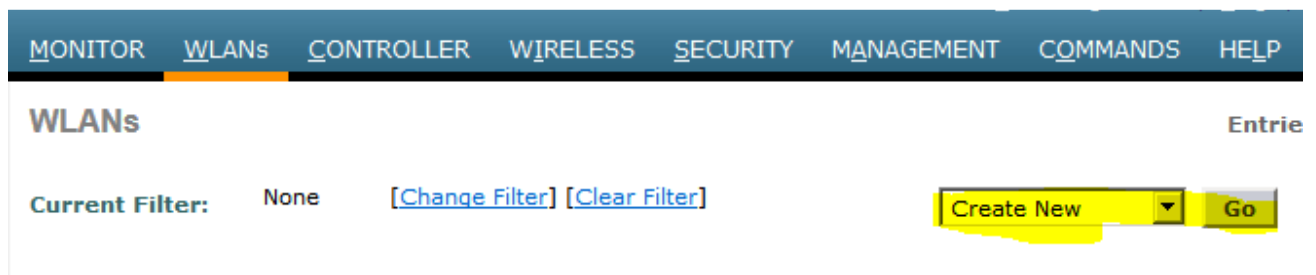 MONITOR WLANs CONTROLLER WIRELESS SECURITY MANAGEMENT COMMANDS HELP
WLANs Entrie
Current Filter: None [Change Filter] [Clear Filter] Create New Go